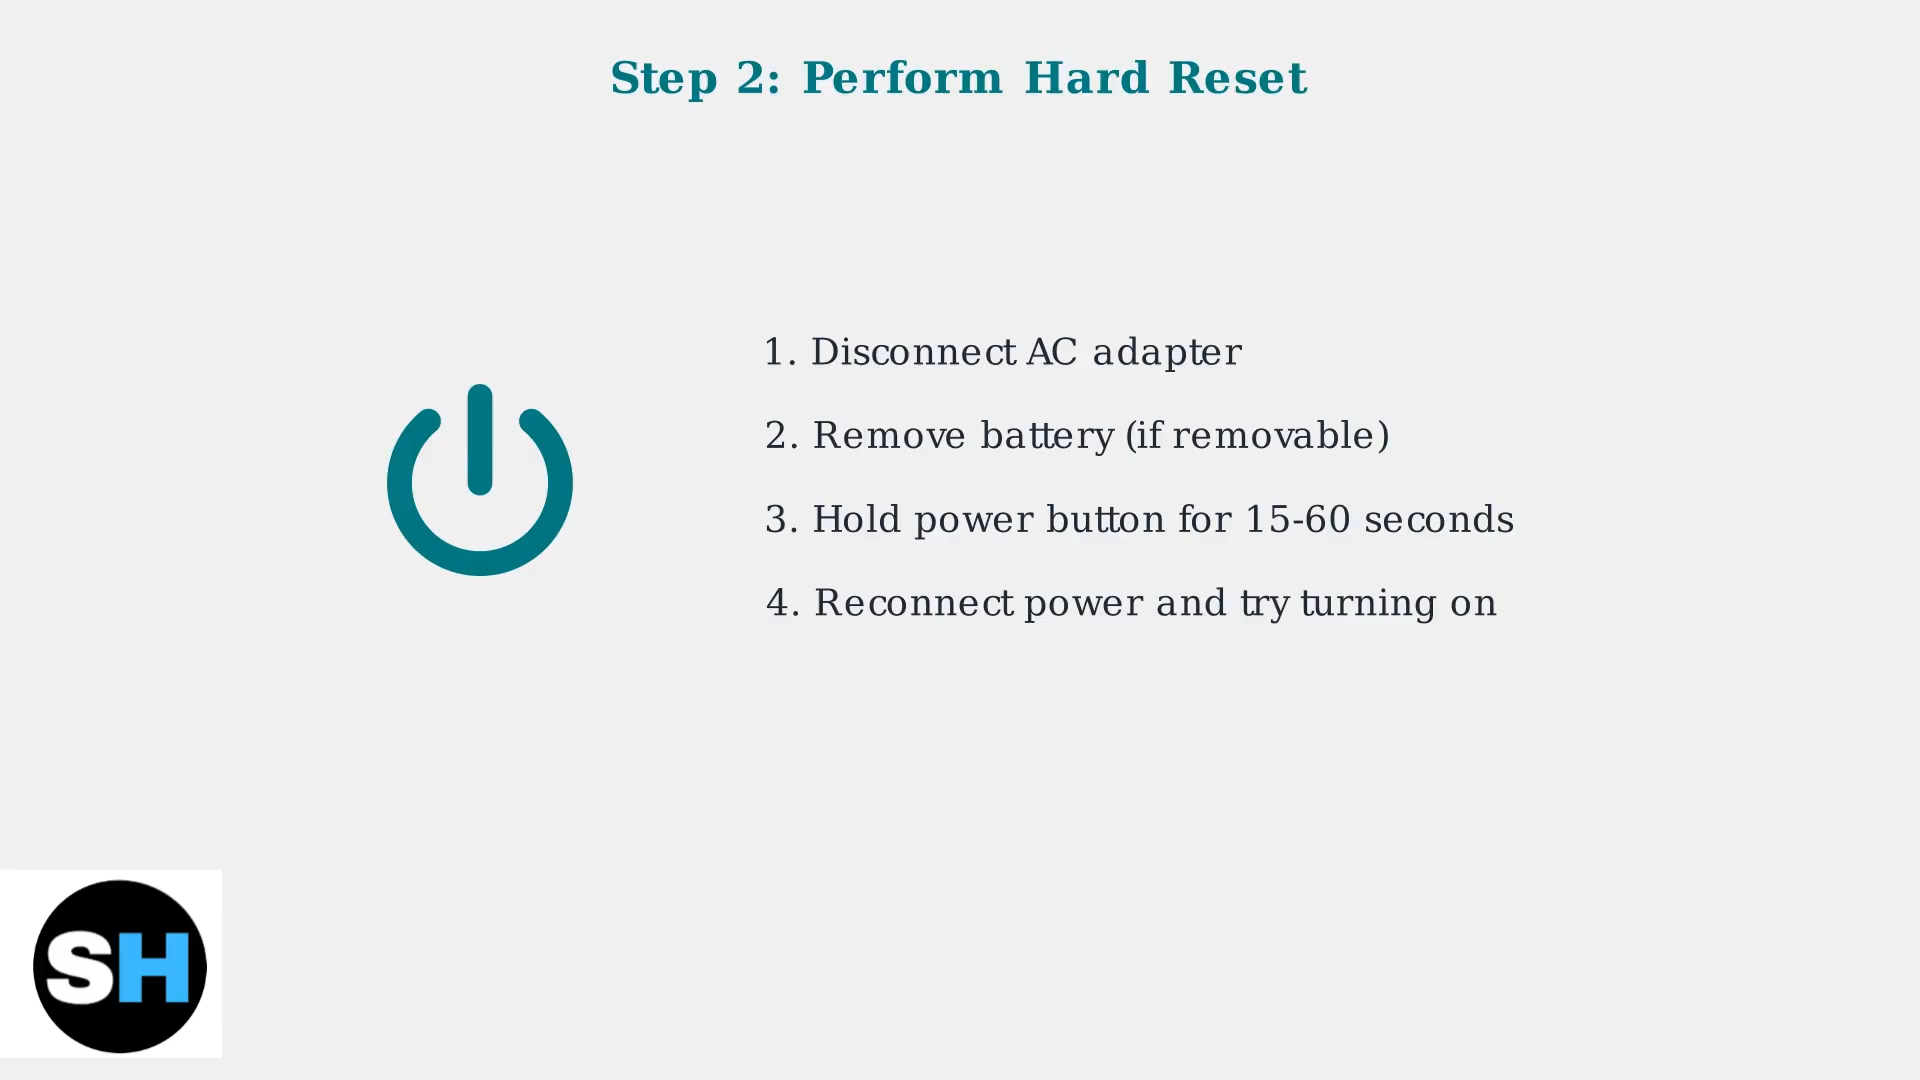 Step 2: Perform Hard Reset
1. Disconnect AC adapter
2. Remove battery (if removable)
3. Hold power button for 15-60 seconds
4. Reconnect power and try turning on
SH